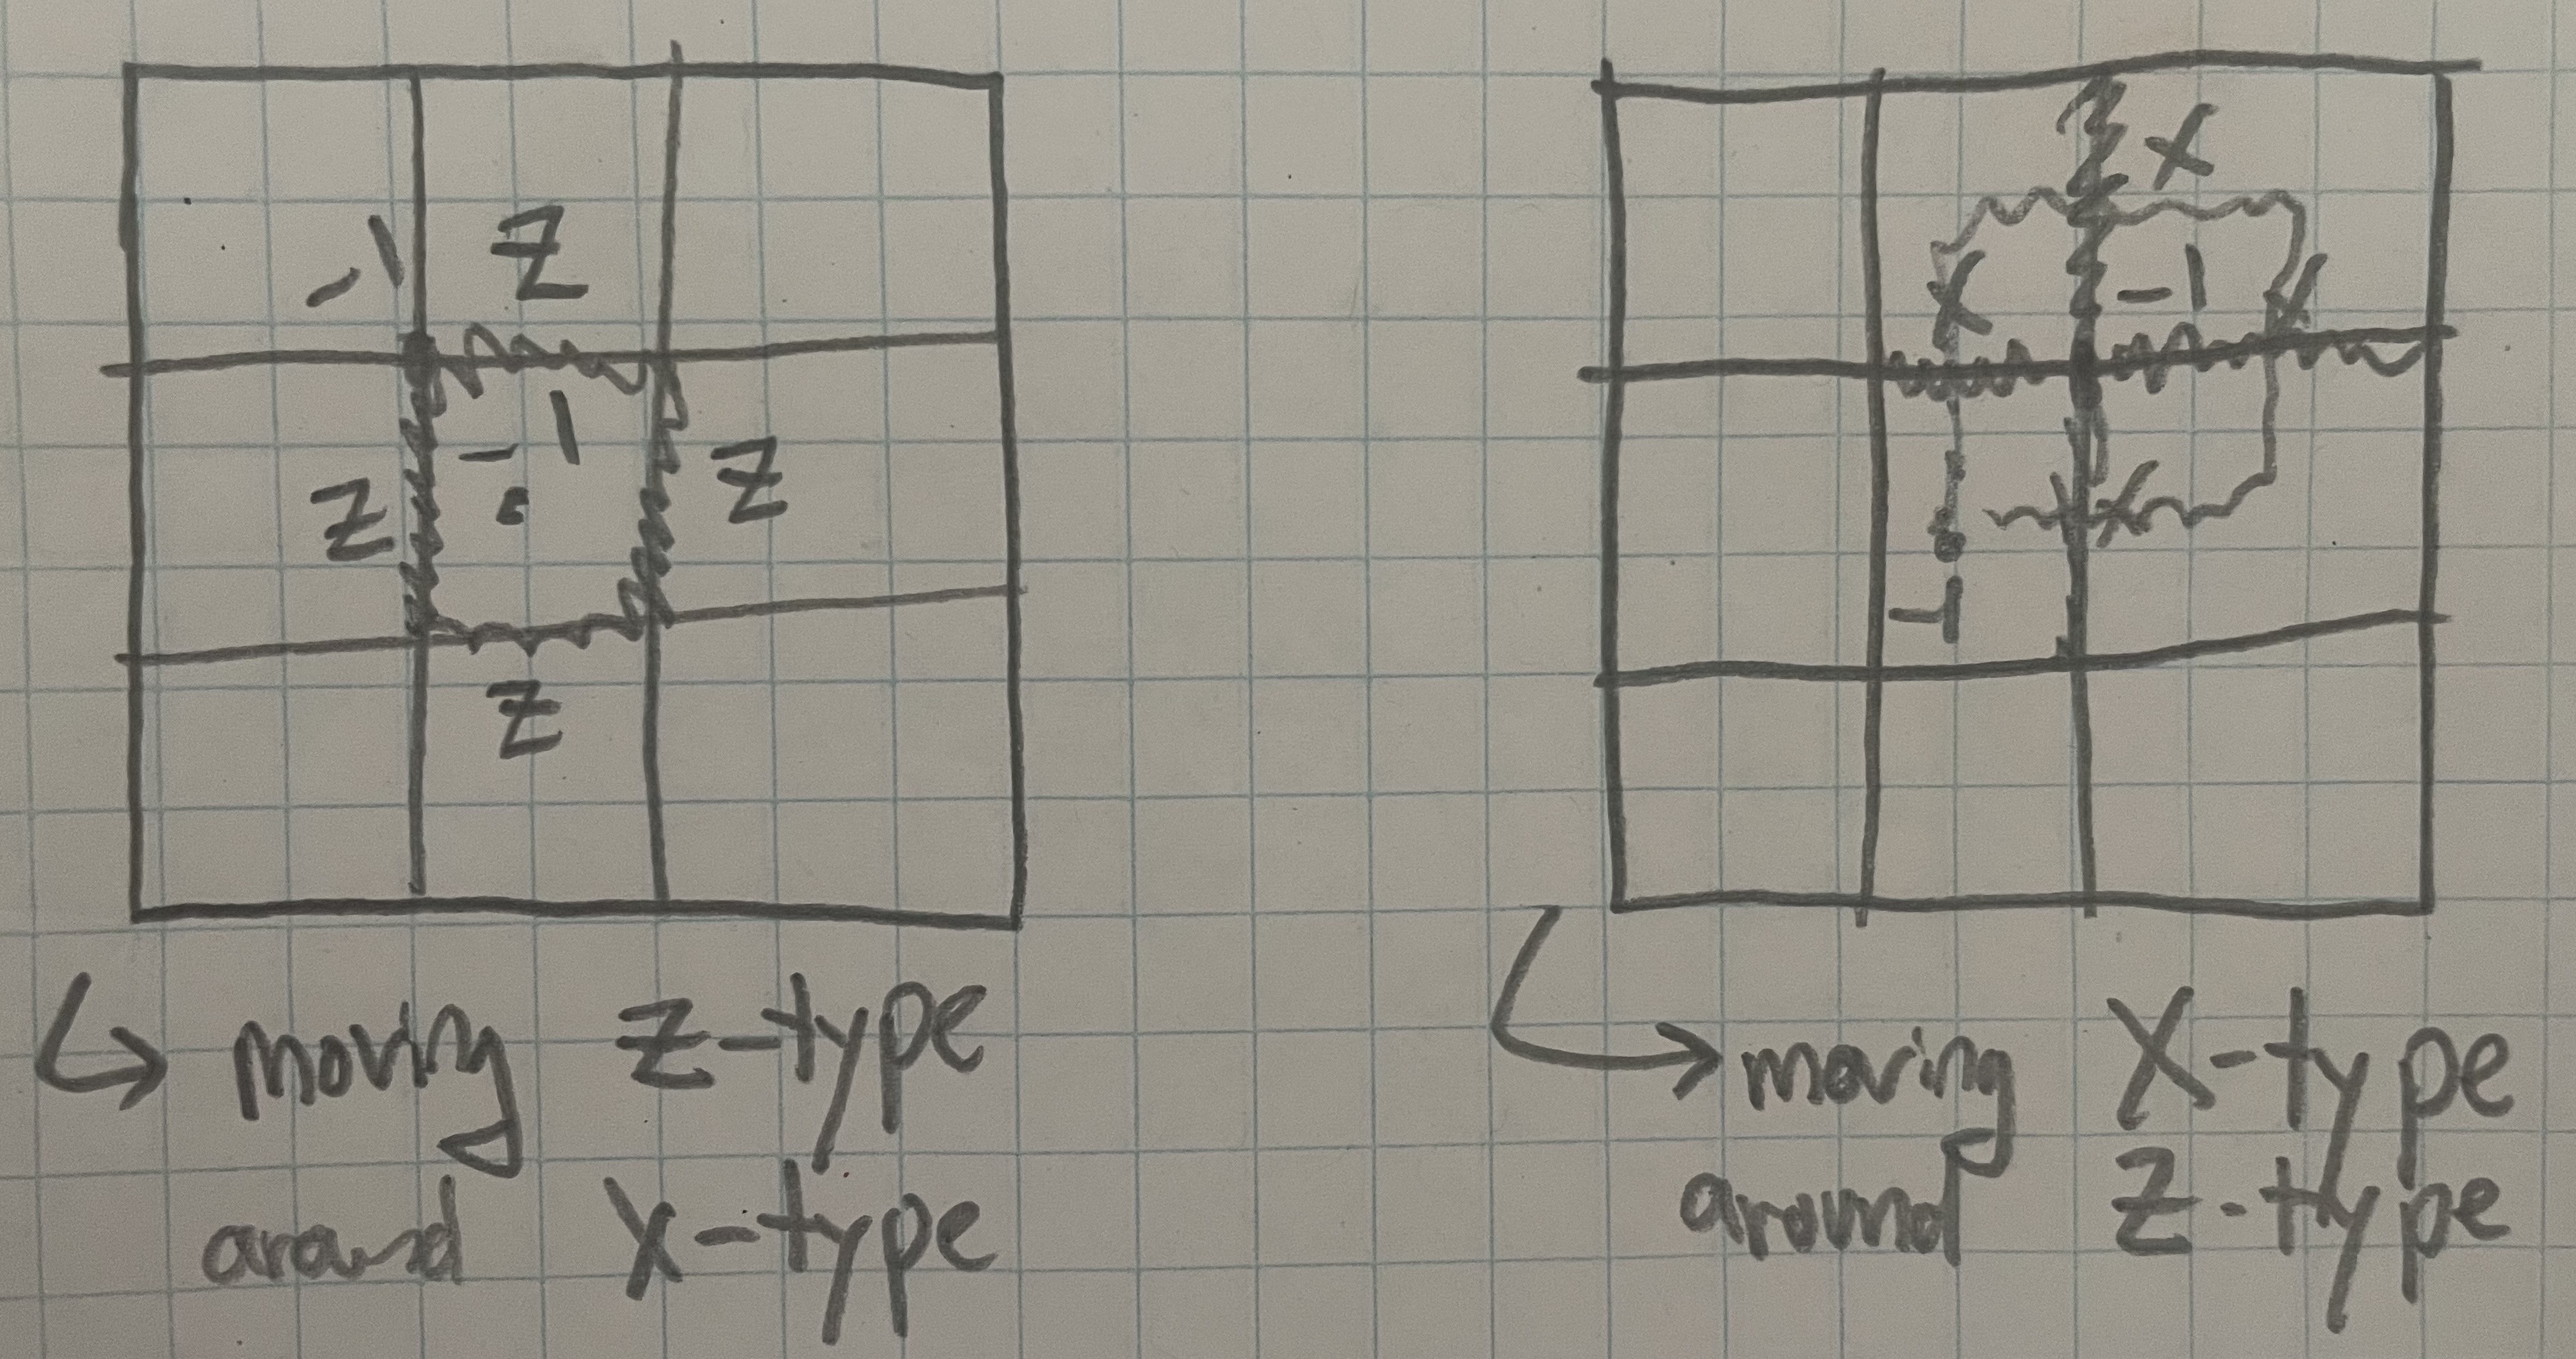 -1 Z
-1
Z Z
Z
X
X -1 X
X
-1
moving Z-type
around X-type
moving X-type
around Z-type